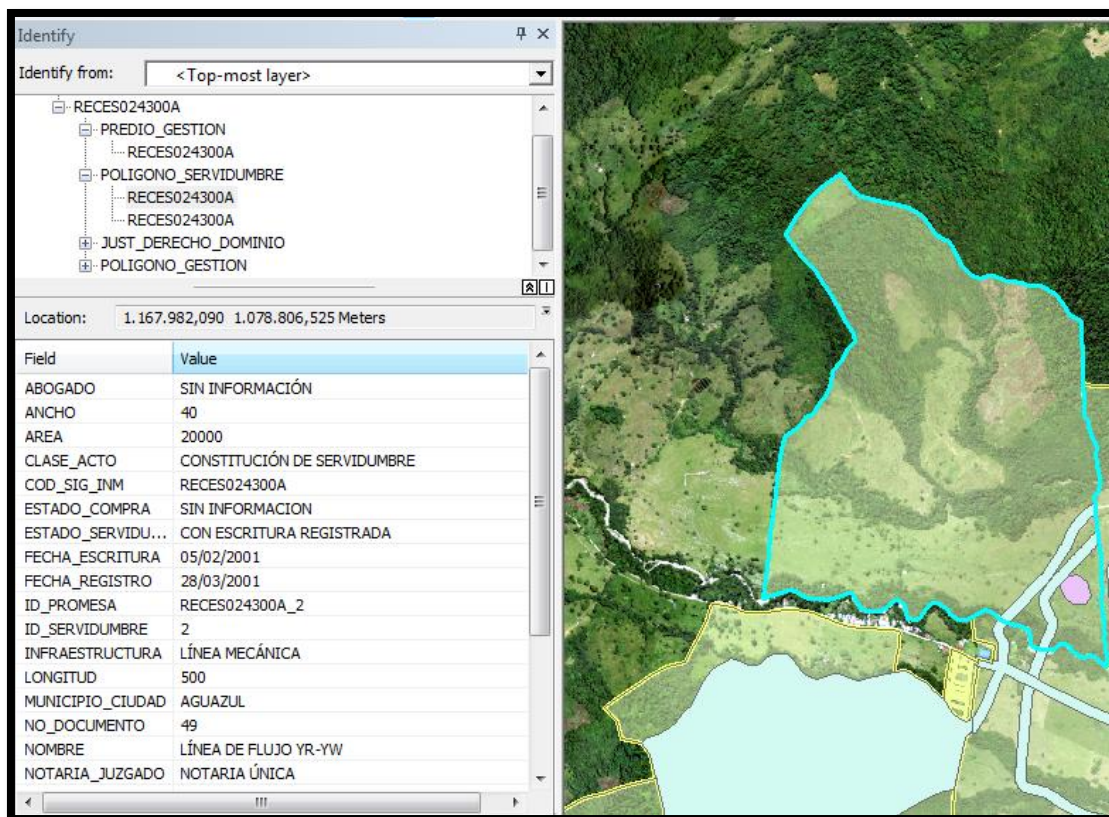 Identify
Identify from: <Top-most layer>
RECES024300A
PREDIO_GESTION
RECES024300A
POLIGONO_SERVIDUMBRE
RECES024300A
RECES024300A
JUST_DERECHO_DOMINIO
POLIGONO_GESTION
Location: 1.167.982,090 1.078.806,525 Meters
Field Value
ABOGADO SIN INFORMACIÓN
ANCHO 40
AREA 20000
CLASE_ACTO CONSTITUCIÓN DE SERVIDUMBRE
COD_SIG_INM RECES024300A
ESTADO_COMPRA SIN INFORMACION
ESTADO_SERVIDU... CON ESCRITURA REGISTRADA
FECHA_ESCRITURA 05/02/2001
FECHA_REGISTRO 28/03/2001
ID_PROMESA RECES024300A_2
ID_SERVIDUMBRE 2
INFRAESTRUCTURA LÍNEA MECÁNICA
LONGITUD 500
MUNICIPIO_CIUDAD AGUAZUL
NO_DOCUMENTO 49
NOMBRE LÍNEA DE FLUJO YR-YW
NOTARIA_JUZGADO NOTARIA ÚNICA